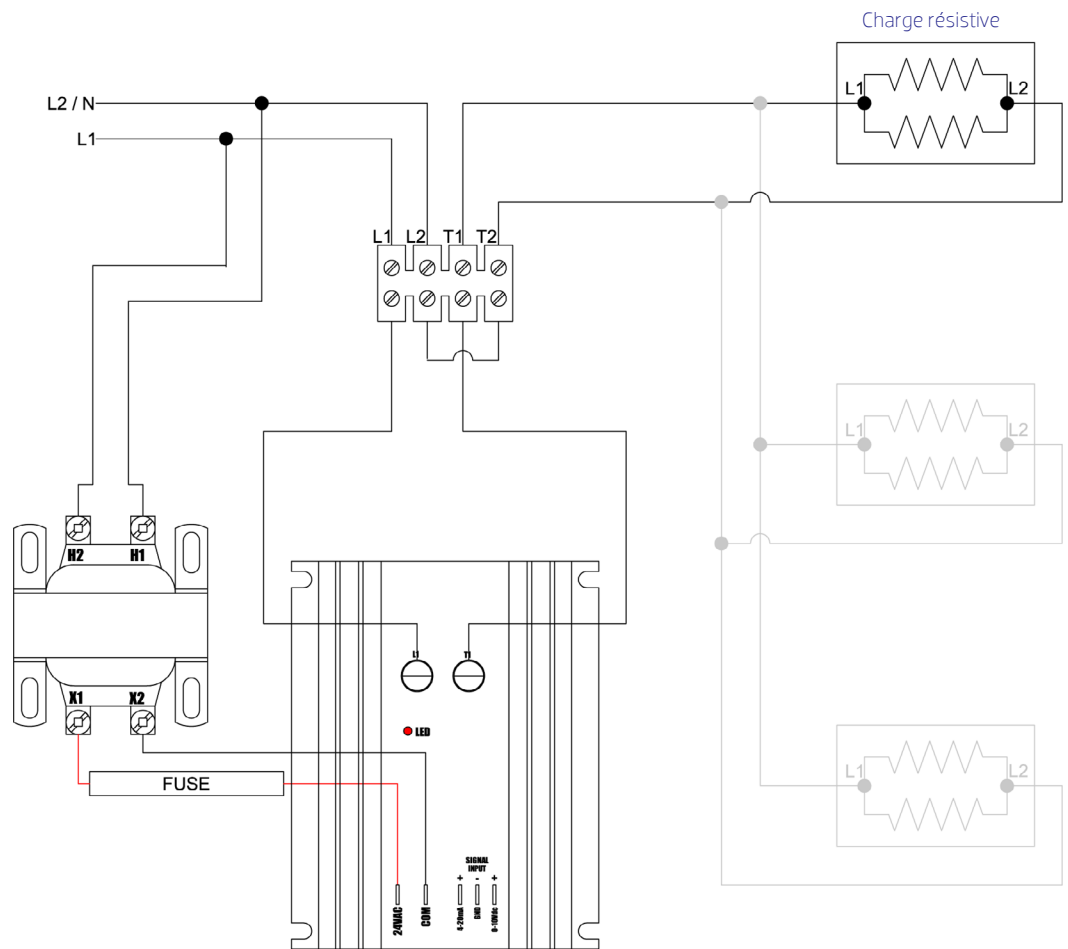 Charge résistive
L1 L2
L2 / N
L1
L1 L2 T1 T2
L1 L2
H2 H1
L1 T1
X1 X2
LED
FUSE
L1 L2
SIGNAL
INPUT
+ - +
24VAC
COM
4-20mA
GND
0-10Vdc